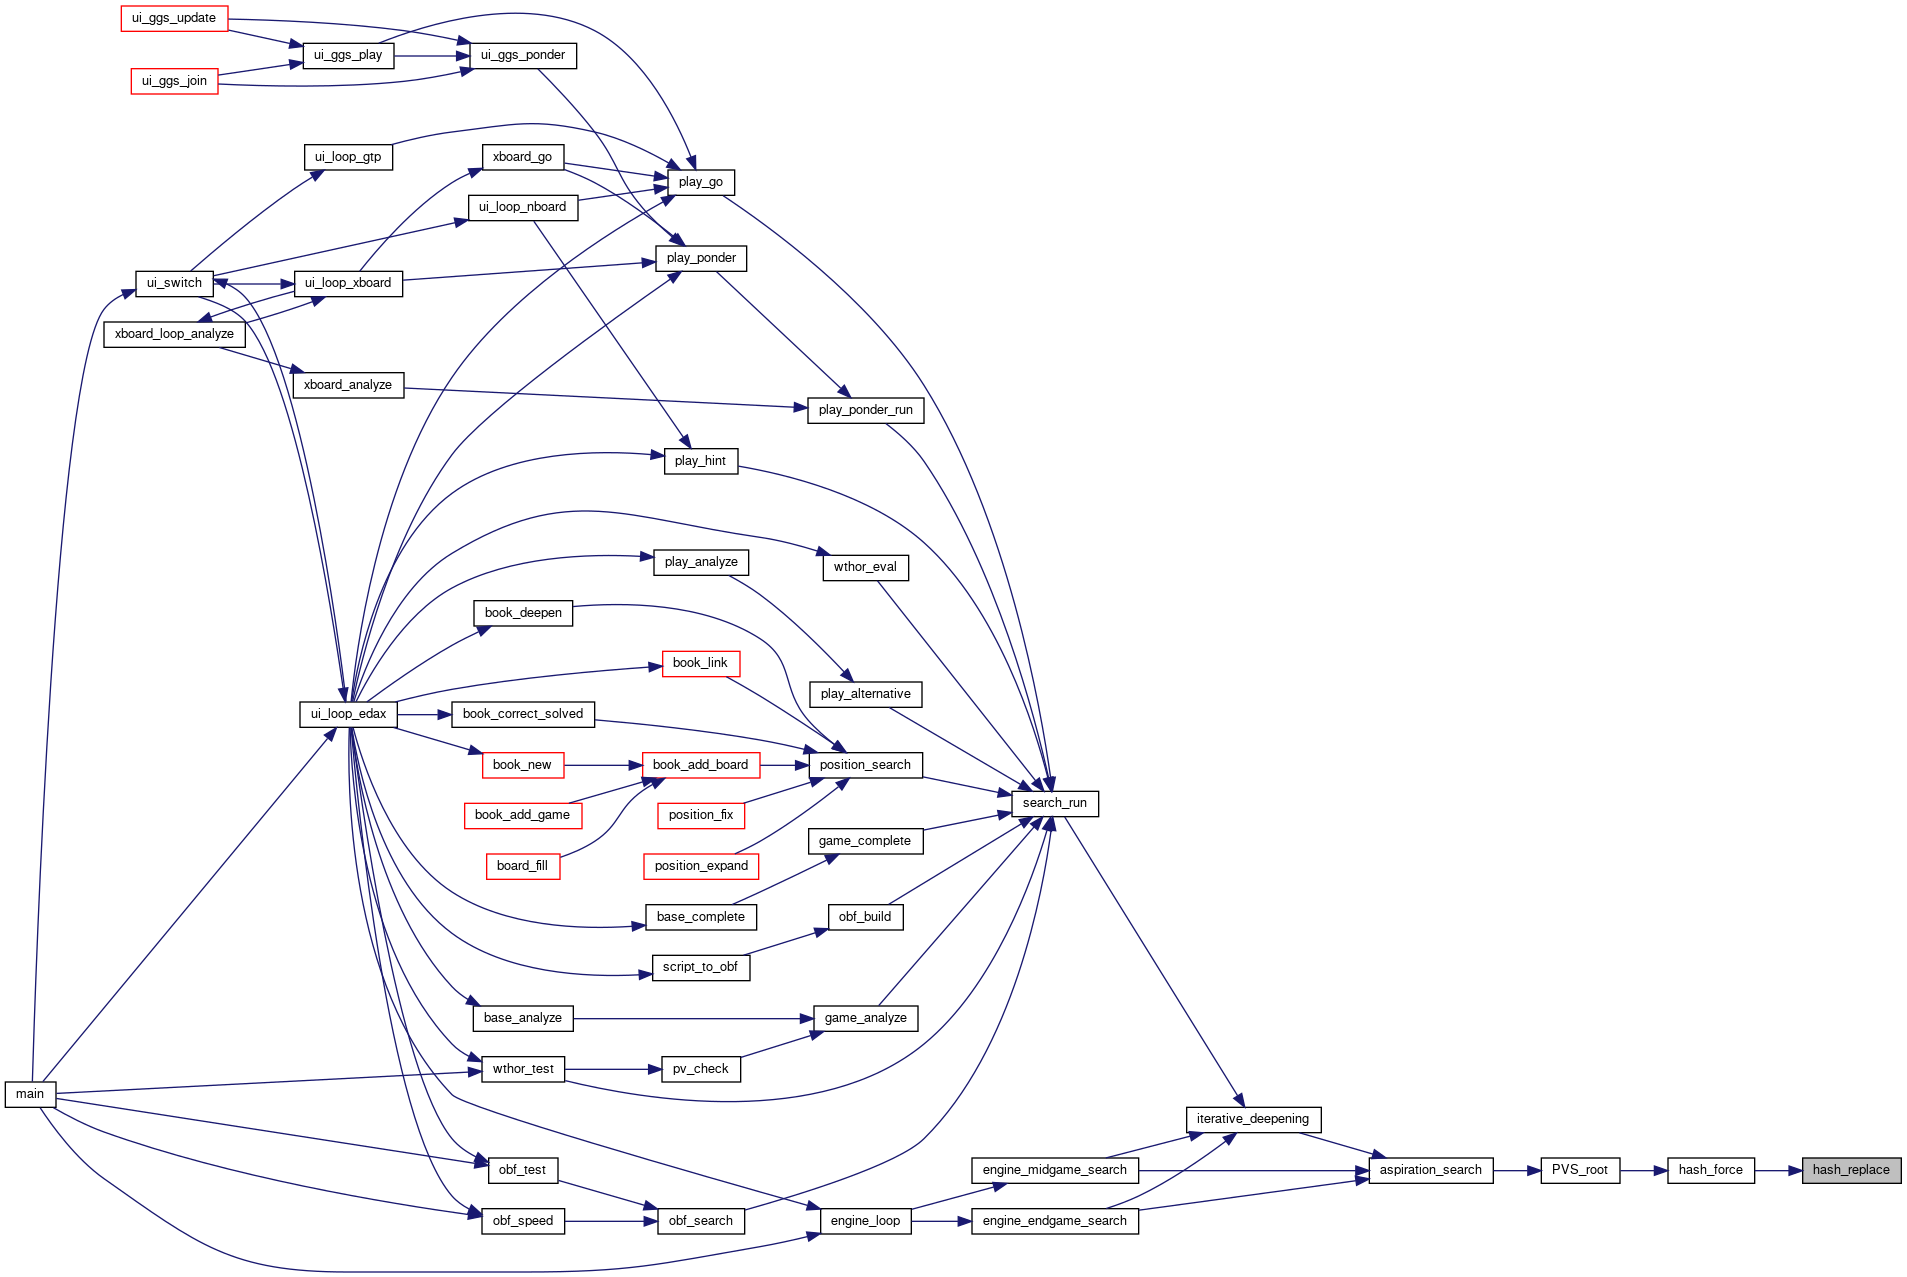 ui_ggs_update
ui_ggs_play
ui_ggs_ponder
ui_ggs_join
ui_loop_gtp
xboard_go
play_go
ui_loop_nboard
play_ponder
ui_switch
ui_loop_xboard
xboard_loop_analyze
xboard_analyze
play_ponder_run
play_hint
play_analyze
wthor_eval
book_deepen
book_link
play_alternative
ui_loop_edax
book_correct_solved
book_new
book_add_board
position_search
search_run
book_add_game
position_fix
game_complete
board_fill
position_expand
base_complete
obf_build
script_to_obf
base_analyze
game_analyze
wthor_test
pv_check
main
iterative_deepening
obf_test
engine_midgame_search
aspiration_search
PVS_root
hash_force
hash_replace
obf_speed
obf_search
engine_loop
engine_endgame_search